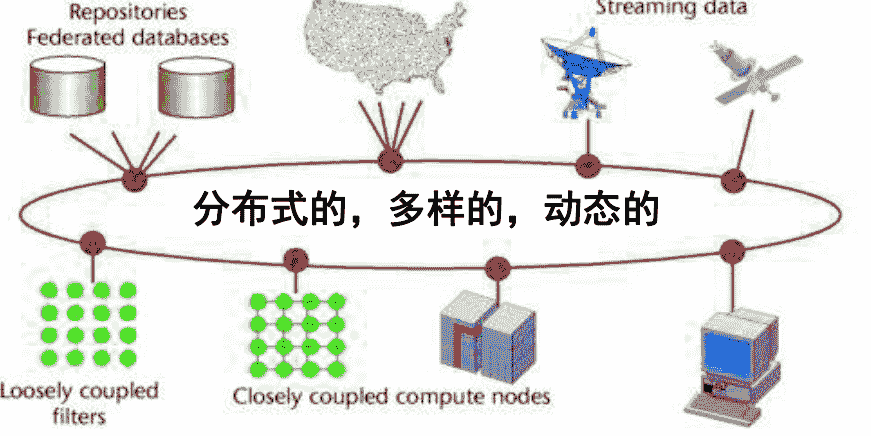 Repositories
Federated databases
Streaming data
分布式的，多样的，动态的
Loosely coupled
filters
Closely coupled compute nodes